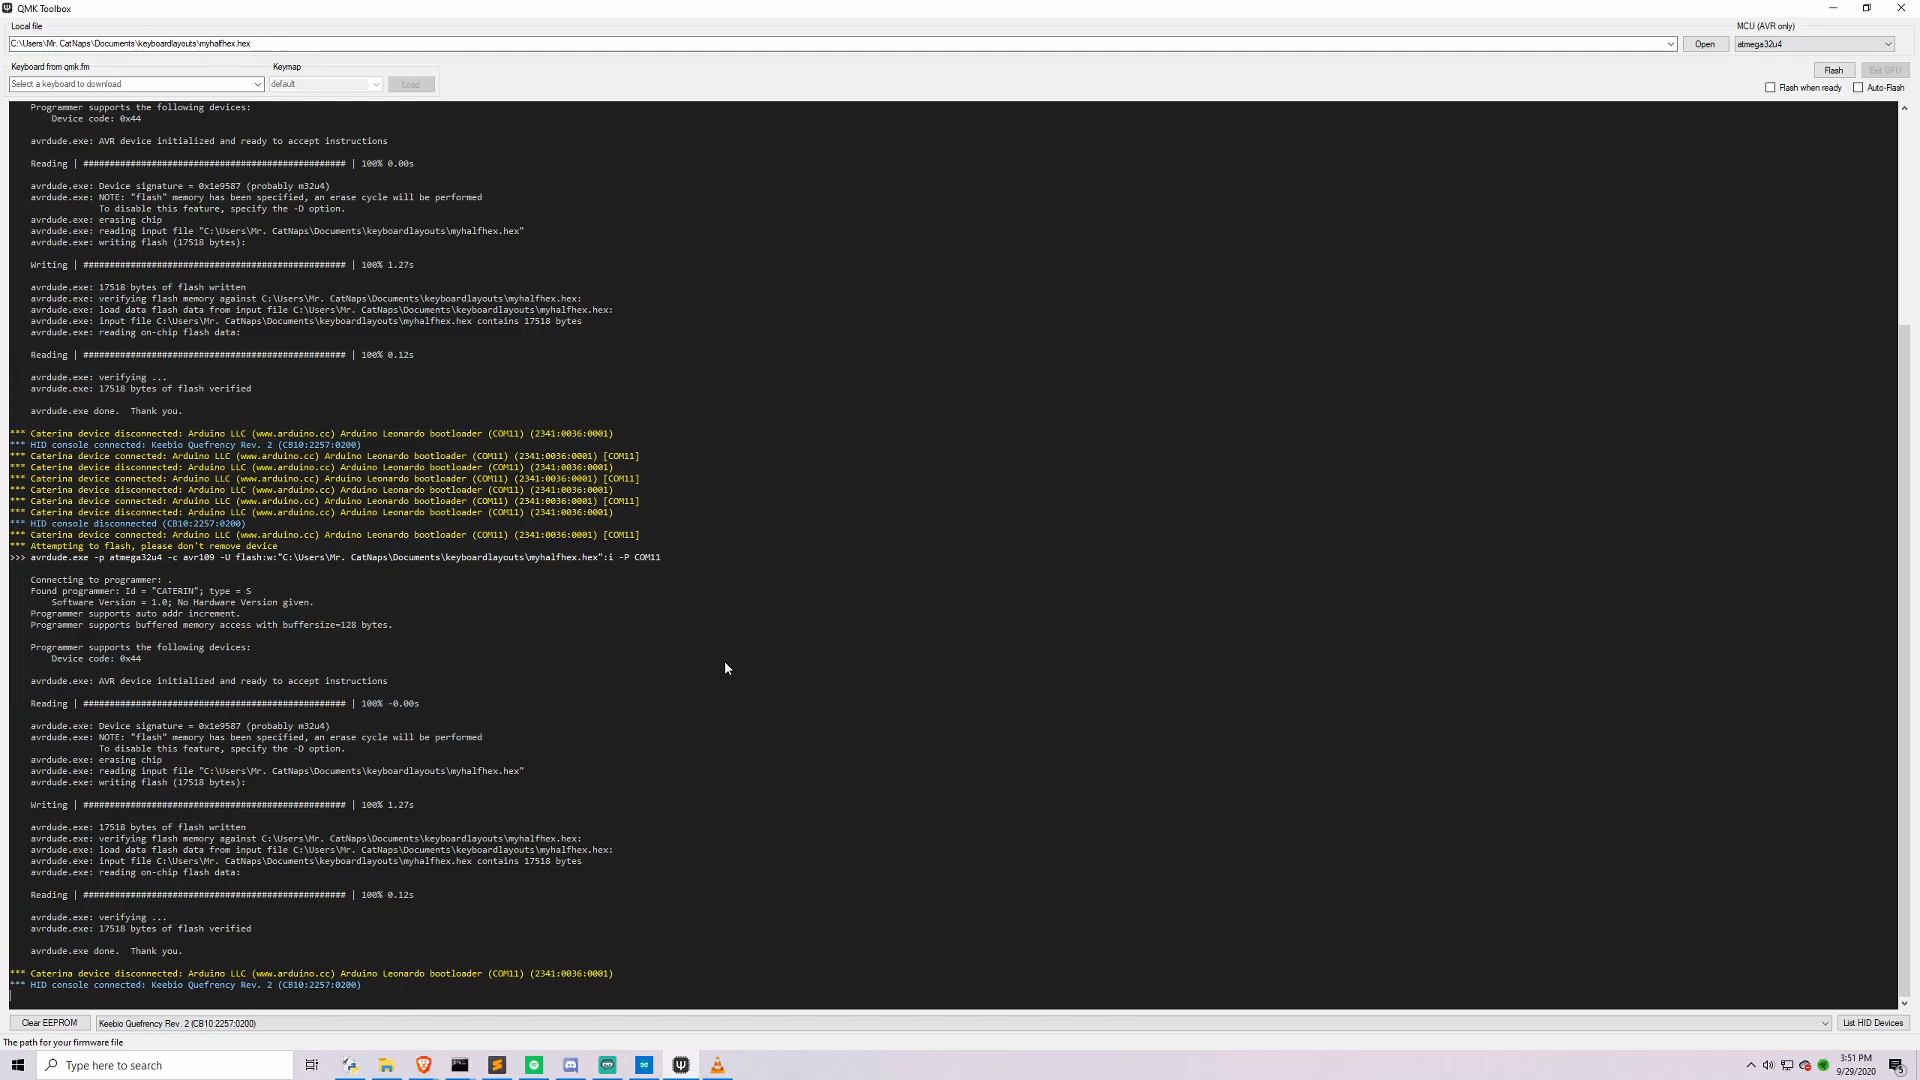 QMK Toolbox
Local file
MCU (AVR only)
C:\Users\Mr. CatNaps\Documents\keyboardlayouts\myhalfhex.hex
Open
atmega32u4
Keyboard from qmk.fm
Keymap
Flash
Exit DFU
Select a keyboard to download
default
Load
Flash when ready
Auto-Flash
Programmer supports the following devices:
Device code: 0x44
avrdude.exe: AVR device initialized and ready to accept instructions
Reading | ################################################## | 100% 0.00s
avrdude.exe: Device signature = 0x1e9587 (probably m32u4)
avrdude.exe: NOTE: "flash" memory has been specified, an erase cycle will be performed
To disable this feature, specify the -D option.
avrdude.exe: erasing chip
avrdude.exe: reading input file "C:\Users\Mr. CatNaps\Documents\keyboardlayouts\myhalfhex.hex"
avrdude.exe: writing flash (17518 bytes):
Writing | ################################################## | 100% 1.27s
avrdude.exe: 17518 bytes of flash written
avrdude.exe: verifying flash memory against C:\Users\Mr. CatNaps\Documents\keyboardlayouts\myhalfhex.hex:
avrdude.exe: load data flash data from input file C:\Users\Mr. CatNaps\Documents\keyboardlayouts\myhalfhex.hex:
avrdude.exe: input file C:\Users\Mr. CatNaps\Documents\keyboardlayouts\myhalfhex.hex contains 17518 bytes
avrdude.exe: reading on-chip flash data:
Reading | ################################################## | 100% 0.12s
avrdude.exe: verifying ...
avrdude.exe: 17518 bytes of flash verified
avrdude.exe done.  Thank you.
*** Caterina device disconnected: Arduino LLC (www.arduino.cc) Arduino Leonardo bootloader (COM11) (2341:0036:0001)
*** HID console connected: Keebio Quefrency Rev. 2 (CB10:2257:0200)
*** Caterina device connected: Arduino LLC (www.arduino.cc) Arduino Leonardo bootloader (COM11) (2341:0036:0001) [COM11]
*** Caterina device disconnected: Arduino LLC (www.arduino.cc) Arduino Leonardo bootloader (COM11) (2341:0036:0001)
*** Caterina device connected: Arduino LLC (www.arduino.cc) Arduino Leonardo bootloader (COM11) (2341:0036:0001) [COM11]
*** Caterina device disconnected: Arduino LLC (www.arduino.cc) Arduino Leonardo bootloader (COM11) (2341:0036:0001)
*** Caterina device connected: Arduino LLC (www.arduino.cc) Arduino Leonardo bootloader (COM11) (2341:0036:0001) [COM11]
*** Caterina device disconnected: Arduino LLC (www.arduino.cc) Arduino Leonardo bootloader (COM11) (2341:0036:0001)
*** HID console disconnected (CB10:2257:0200)
*** Caterina device connected: Arduino LLC (www.arduino.cc) Arduino Leonardo bootloader (COM11) (2341:0036:0001) [COM11]
*** Attempting to flash, please don't remove device
>>> avrdude.exe -p atmega32u4 -c avr109 -U flash:w:"C:\Users\Mr. CatNaps\Documents\keyboardlayouts\myhalfhex.hex":i -P COM11
Connecting to programmer: .
Found programmer: Id = "CATERIN"; type = S
Software Version = 1.0; No Hardware Version given.
Programmer supports auto addr increment.
Programmer supports buffered memory access with buffersize=128 bytes.
Programmer supports the following devices:
Device code: 0x44
avrdude.exe: AVR device initialized and ready to accept instructions
Reading | ################################################## | 100% -0.00s
avrdude.exe: Device signature = 0x1e9587 (probably m32u4)
avrdude.exe: NOTE: "flash" memory has been specified, an erase cycle will be performed
To disable this feature, specify the -D option.
avrdude.exe: erasing chip
avrdude.exe: reading input file "C:\Users\Mr. CatNaps\Documents\keyboardlayouts\myhalfhex.hex"
avrdude.exe: writing flash (17518 bytes):
Writing | ################################################## | 100% 1.27s
avrdude.exe: 17518 bytes of flash written
avrdude.exe: verifying flash memory against C:\Users\Mr. CatNaps\Documents\keyboardlayouts\myhalfhex.hex:
avrdude.exe: load data flash data from input file C:\Users\Mr. CatNaps\Documents\keyboardlayouts\myhalfhex.hex:
avrdude.exe: input file C:\Users\Mr. CatNaps\Documents\keyboardlayouts\myhalfhex.hex contains 17518 bytes
avrdude.exe: reading on-chip flash data:
Reading | ################################################## | 100% 0.12s
avrdude.exe: verifying ...
avrdude.exe: 17518 bytes of flash verified
avrdude.exe done.  Thank you.
*** Caterina device disconnected: Arduino LLC (www.arduino.cc) Arduino Leonardo bootloader (COM11) (2341:0036:0001)
*** HID console connected: Keebio Quefrency Rev. 2 (CB10:2257:0200)
Clear EEPROM
Keebio Quefrency Rev. 2 (CB10:2257:0200)
List HID Devices
The path for your firmware file
Type here to search
3:51 PM
9/29/2020
5